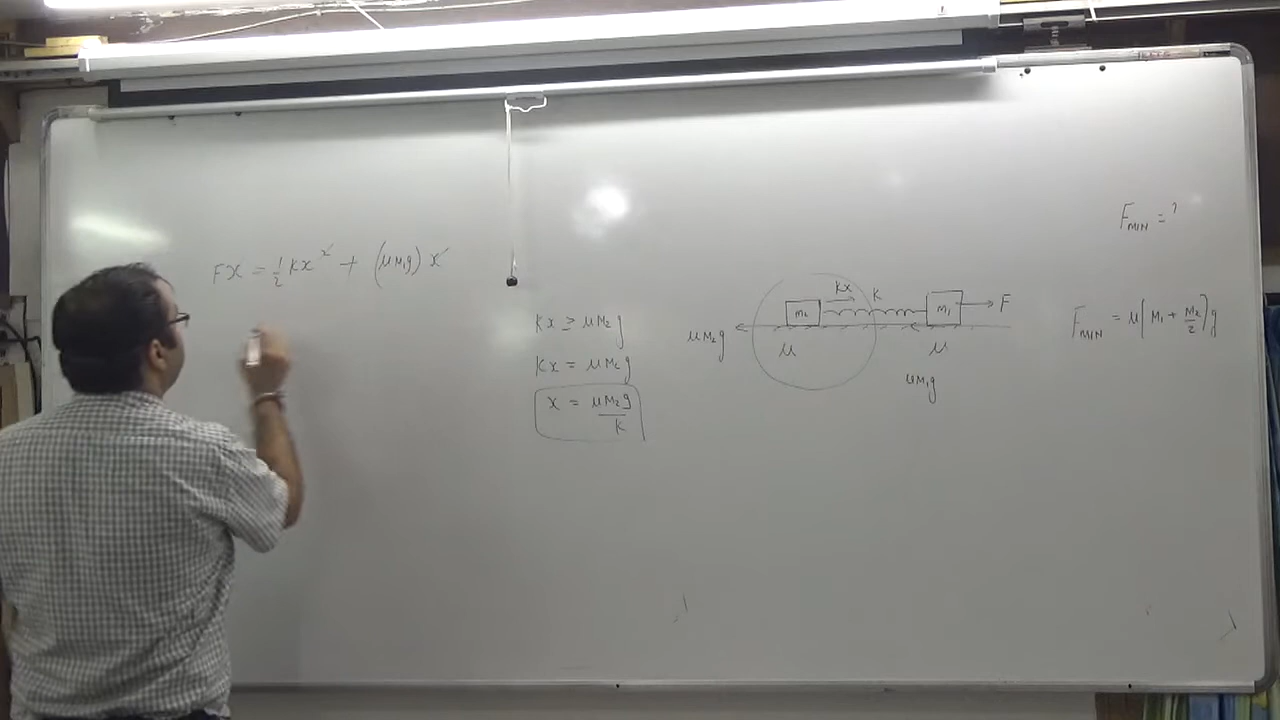 Fx = 1/2 Kx² + (μM₁g) x
Kx ≥ μM₂g
Kx = μM₂g
x = μM₂g / K
Kx
K
M₂
M₁
F
μM₂g
μ
μ
μM₁g
F_MIN = ?
F_MIN = μ(M₁ + M₂/2)g